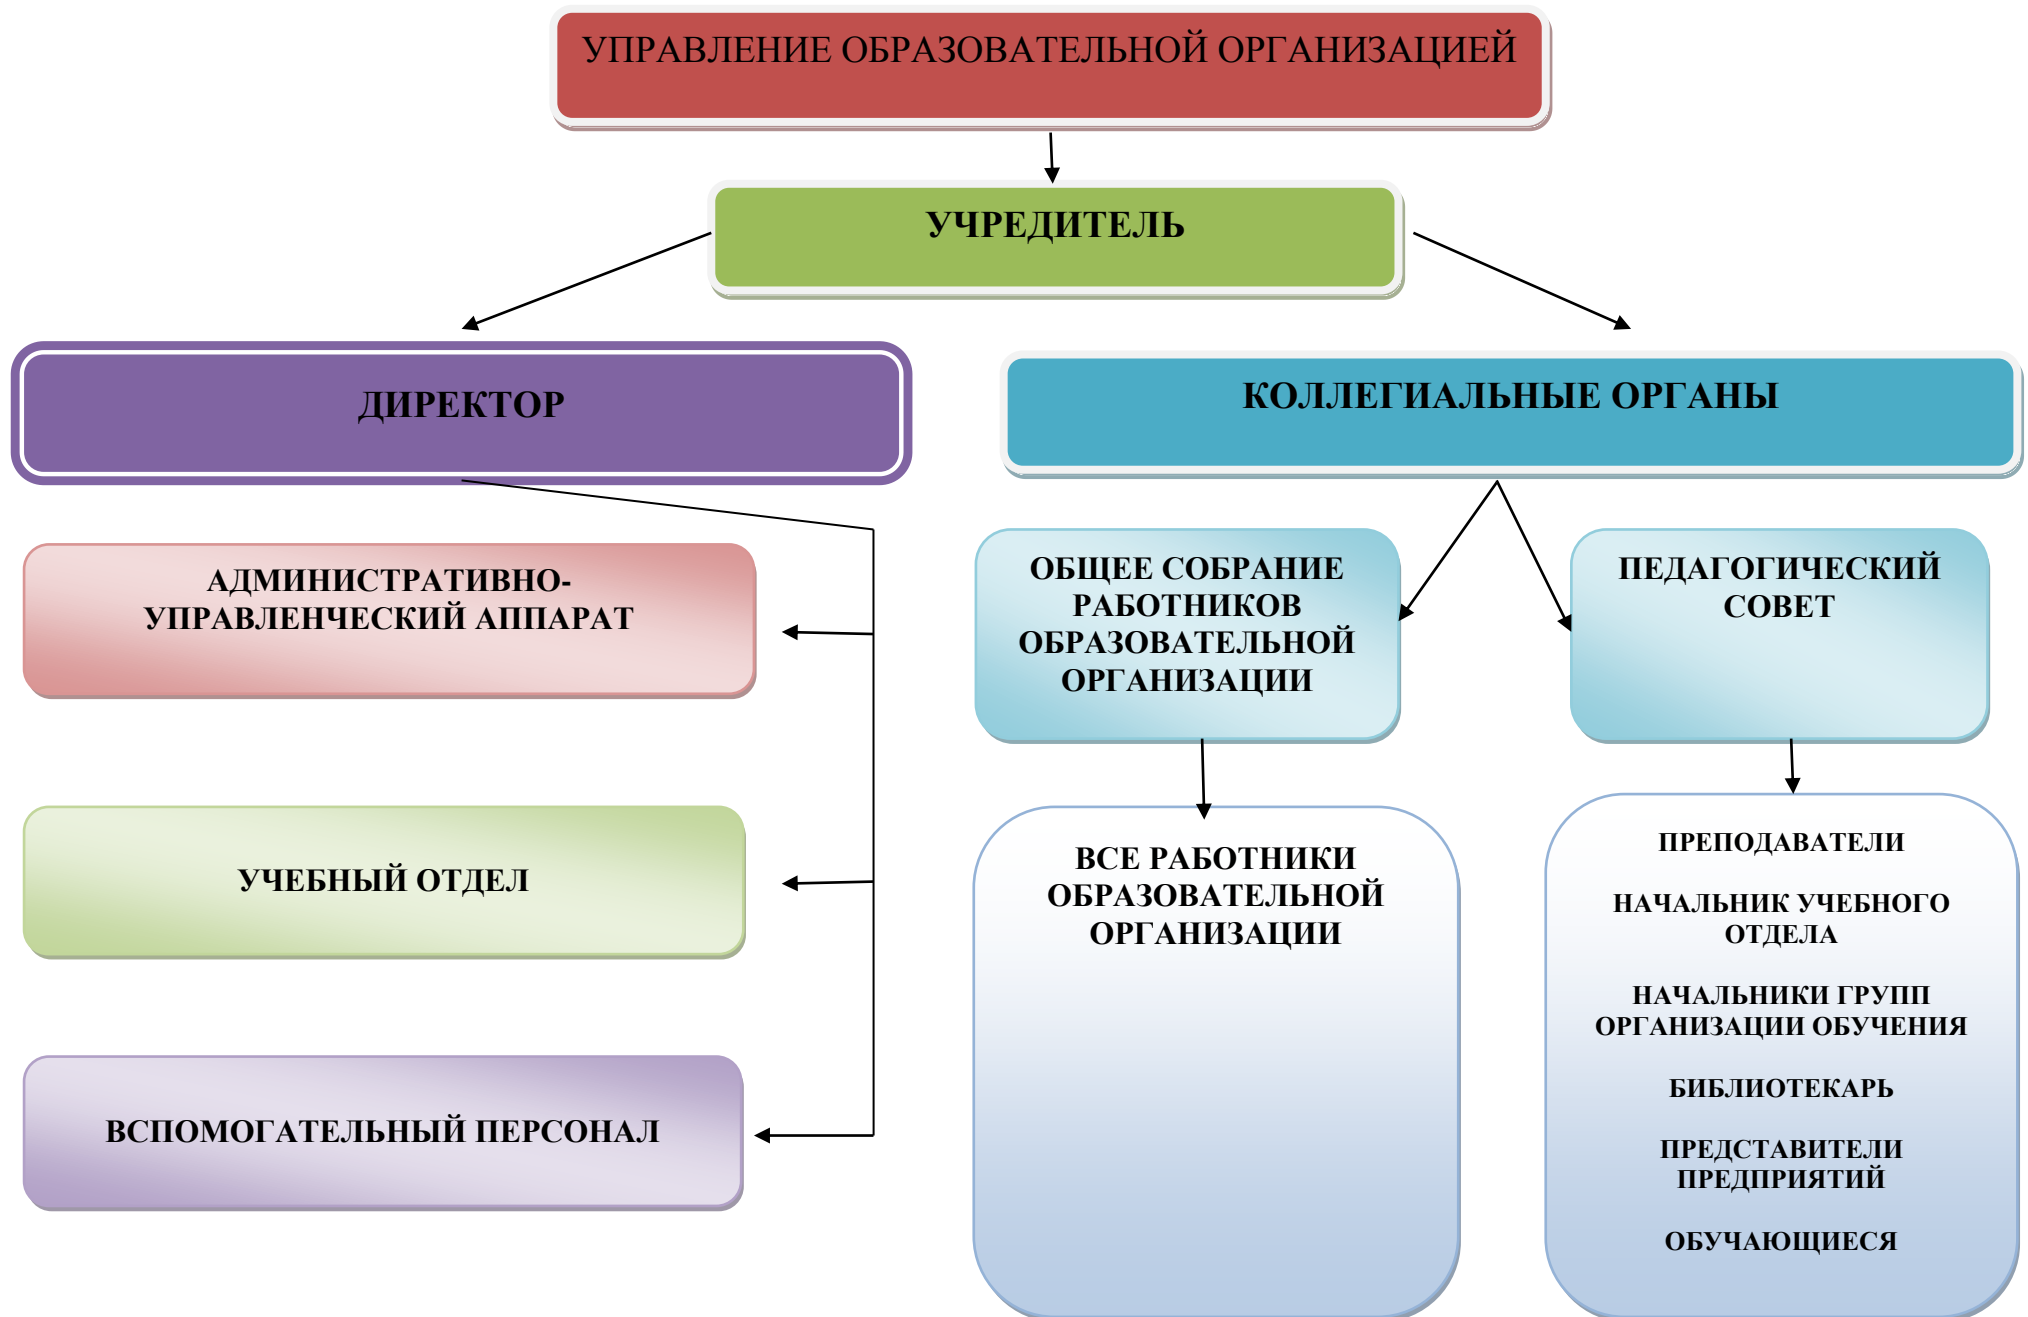 УПРАВЛЕНИЕ ОБРАЗОВАТЕЛЬНОЙ ОРГАНИЗАЦИЕЙ
УЧРЕДИТЕЛЬ
ДИРЕКТОР
КОЛЛЕГИАЛЬНЫЕ ОРГАНЫ
АДМИНИСТРАТИВНО-
УПРАВЛЕНЧЕСКИЙ АППАРАТ
УЧЕБНЫЙ ОТДЕЛ
ВСПОМОГАТЕЛЬНЫЙ ПЕРСОНАЛ
ОБЩЕЕ СОБРАНИЕ
РАБОТНИКОВ
ОБРАЗОВАТЕЛЬНОЙ
ОРГАНИЗАЦИИ
ВСЕ РАБОТНИКИ
ОБРАЗОВАТЕЛЬНОЙ
ОРГАНИЗАЦИИ
ПЕДАГОГИЧЕСКИЙ
СОВЕТ
ПРЕПОДАВАТЕЛИ
НАЧАЛЬНИК УЧЕБНОГО
ОТДЕЛА
НАЧАЛЬНИКИ ГРУПП
ОРГАНИЗАЦИИ ОБУЧЕНИЯ
БИБЛИОТЕКАРЬ
ПРЕДСТАВИТЕЛИ
ПРЕДПРИЯТИЙ
ОБУЧАЮЩИЕСЯ